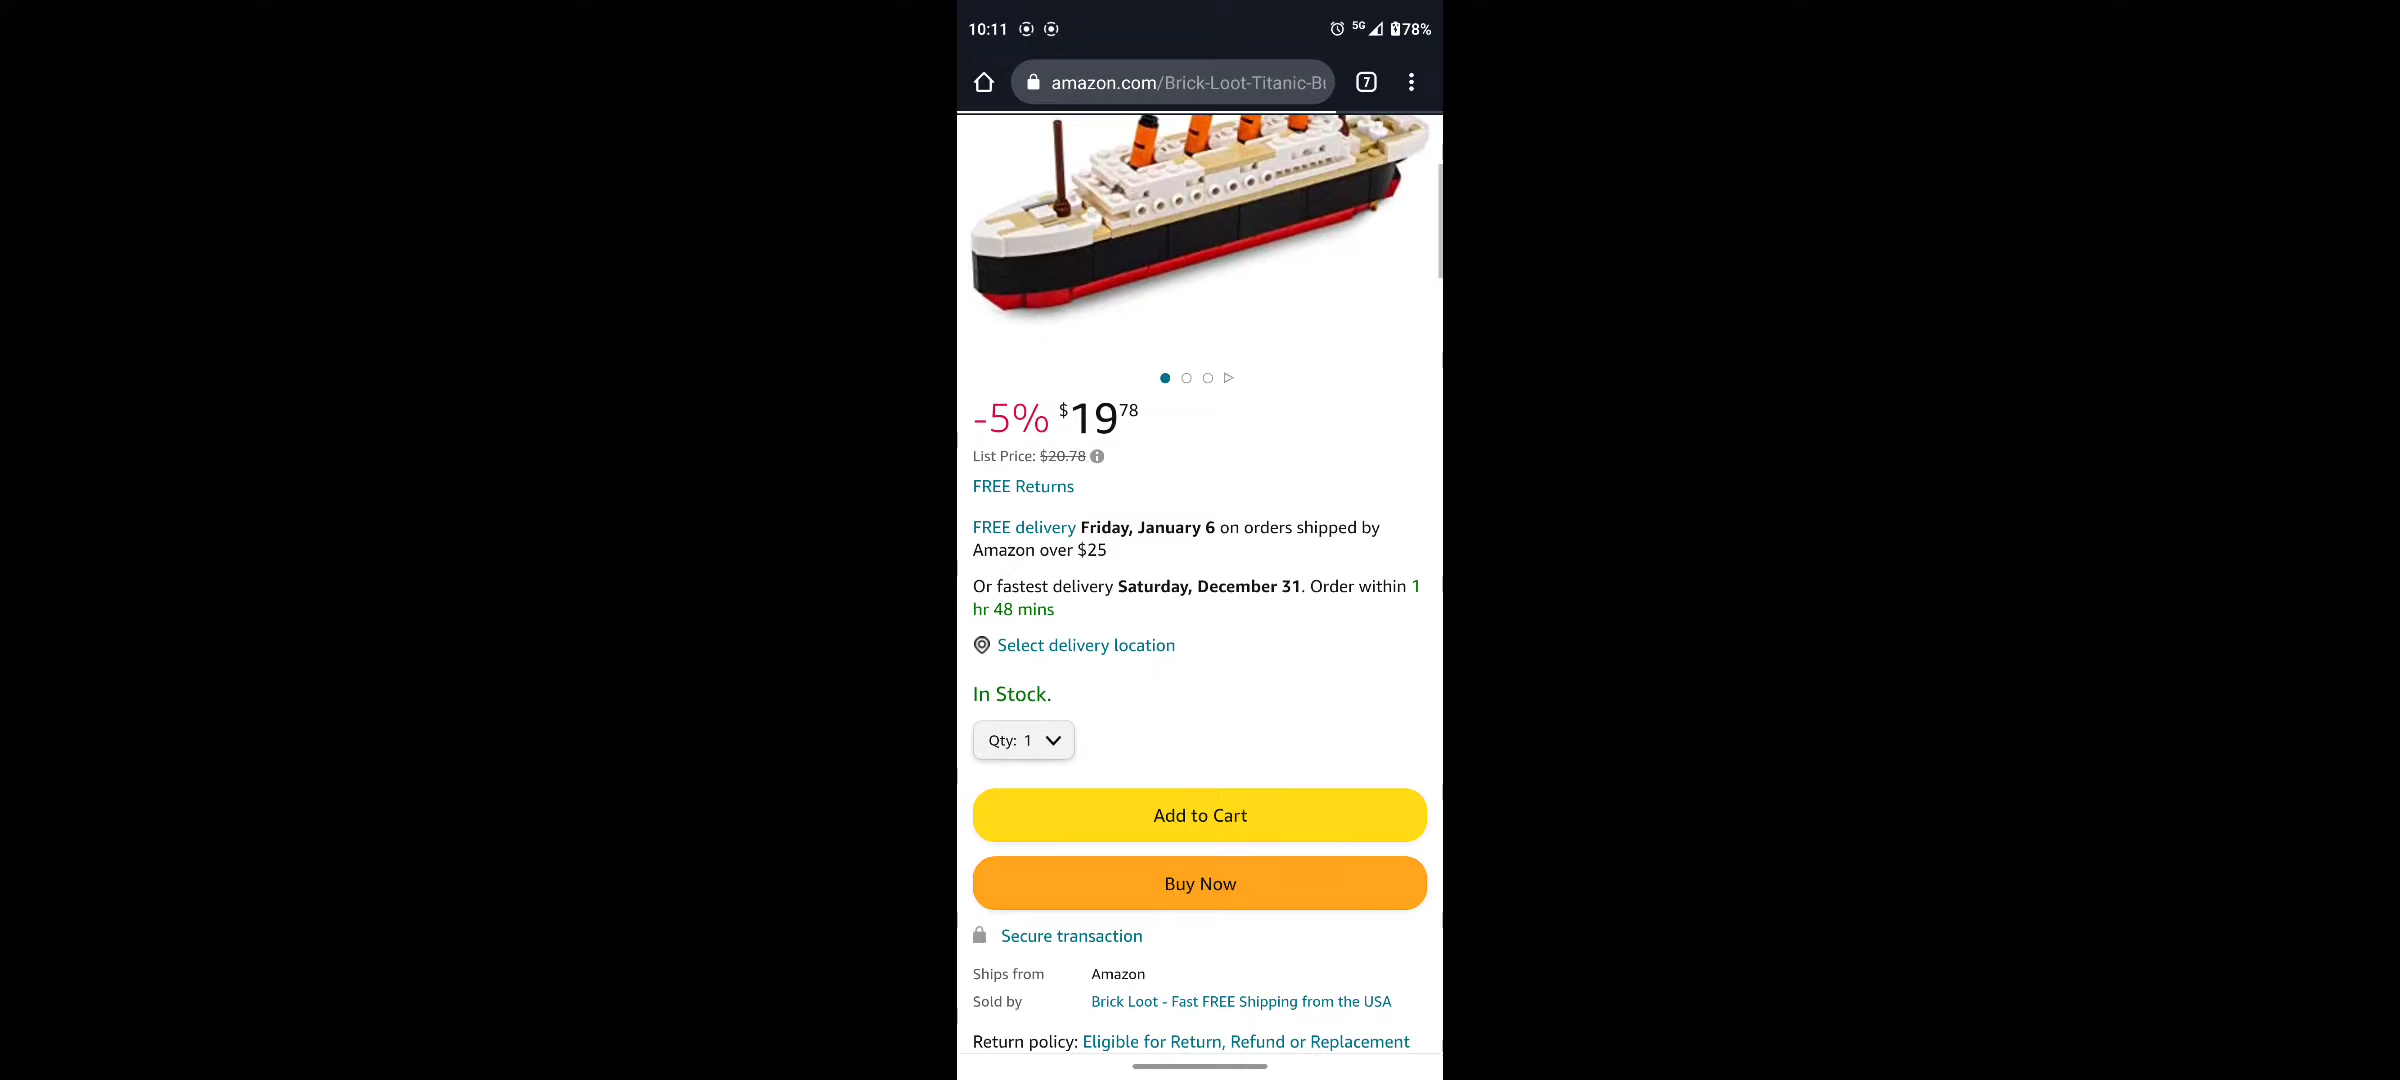 10:11
5G 78%
amazon.com/Brick-Loot-Titanic-Bu
7
-5% $19 78
List Price: $20.78
FREE Returns
FREE delivery Friday, January 6 on orders shipped by
Amazon over $25
Or fastest delivery Saturday, December 31. Order within 1
hr 48 mins
Select delivery location
In Stock.
Qty: 1
Add to Cart
Buy Now
Secure transaction
Ships from Amazon
Sold by Brick Loot - Fast FREE Shipping from the USA
Return policy: Eligible for Return, Refund or Replacement